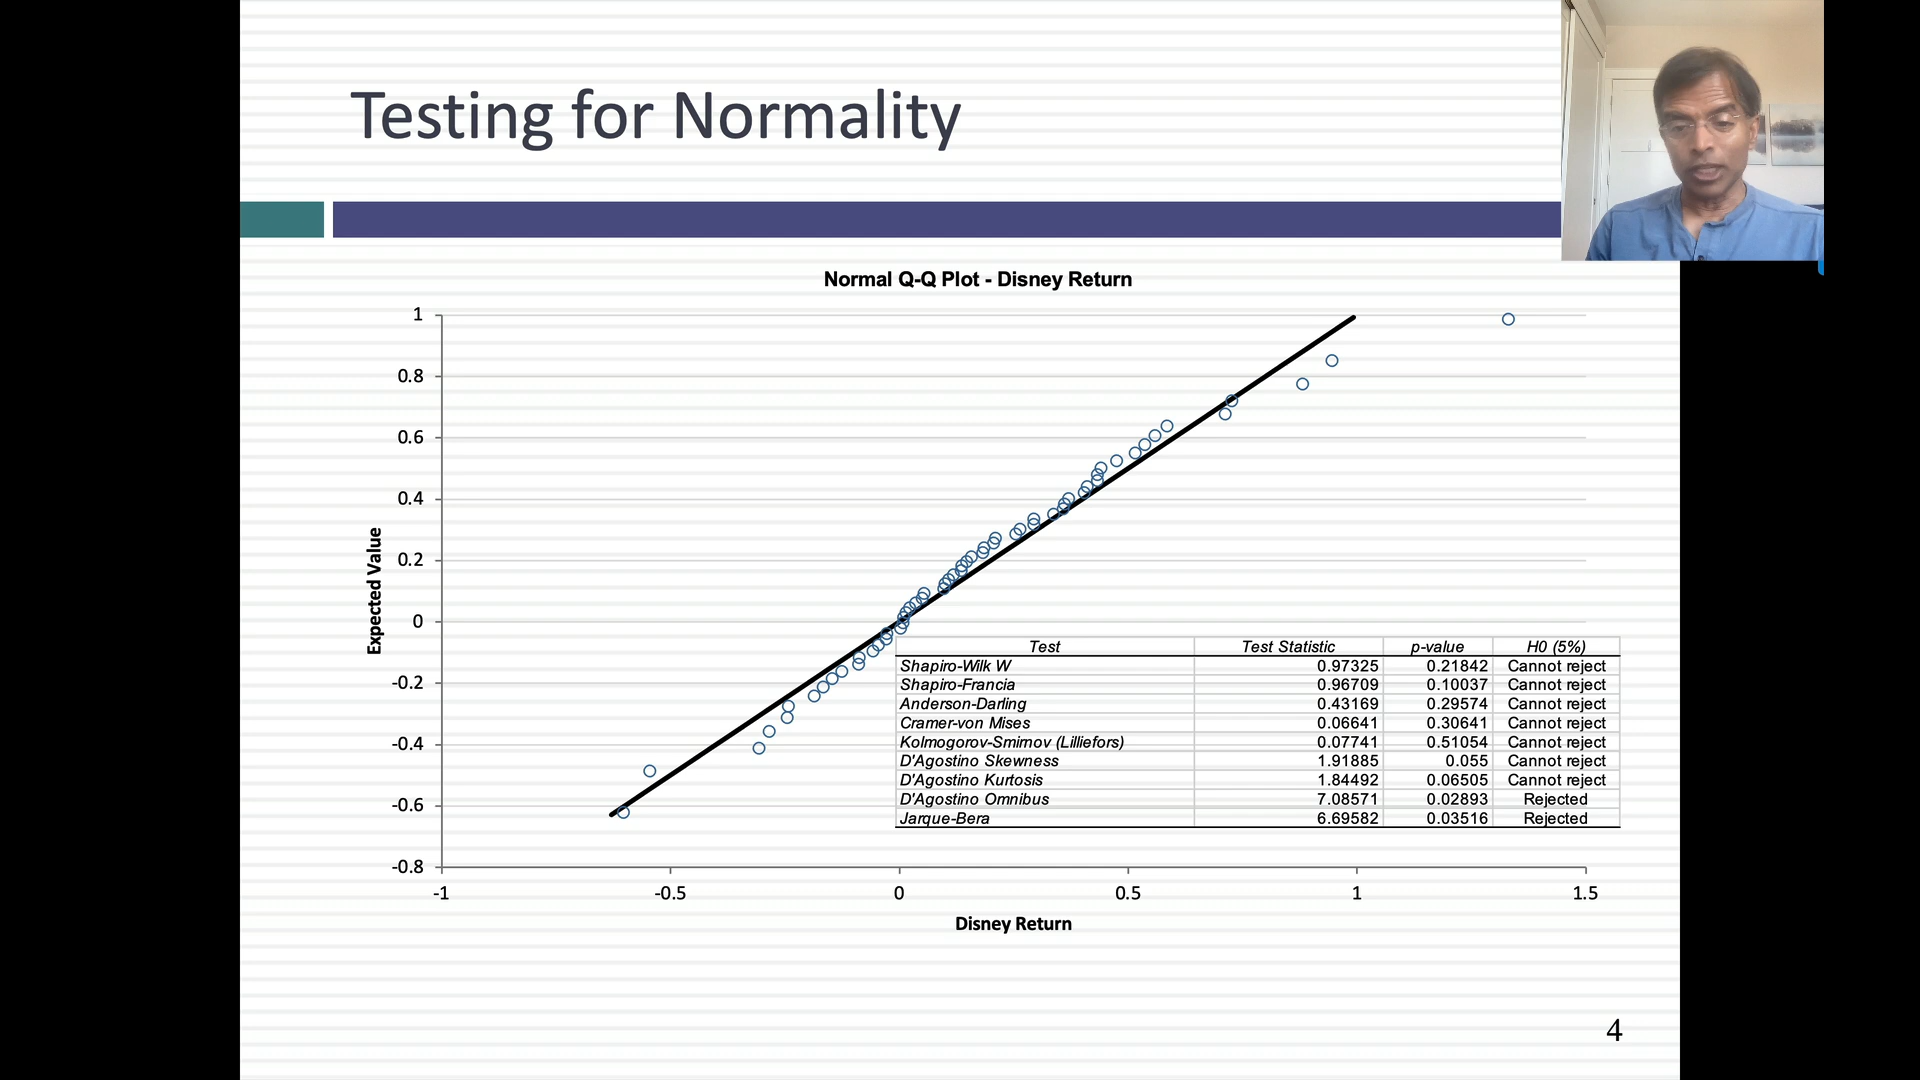 Testing for Normality
Normal Q-Q Plot - Disney Return
1
0.8
0.6
0.4
0.2
0
-0.2
-0.4
-0.6
-0.8
Expected Value
-1 -0.5 0 0.5 1 1.5
Disney Return
Test Test Statistic p-value H0 (5%)
Shapiro-Wilk W 0.97325 0.21842 Cannot reject
Shapiro-Francia 0.96709 0.10037 Cannot reject
Anderson-Darling 0.43169 0.29574 Cannot reject
Cramer-von Mises 0.06641 0.30641 Cannot reject
Kolmogorov-Smirnov (Lilliefors) 0.07741 0.51054 Cannot reject
D'Agostino Skewness 1.91885 0.055 Cannot reject
D'Agostino Kurtosis 1.84492 0.06505 Cannot reject
D'Agostino Omnibus 7.08571 0.02893 Rejected
Jarque-Bera 6.69582 0.03516 Rejected
4